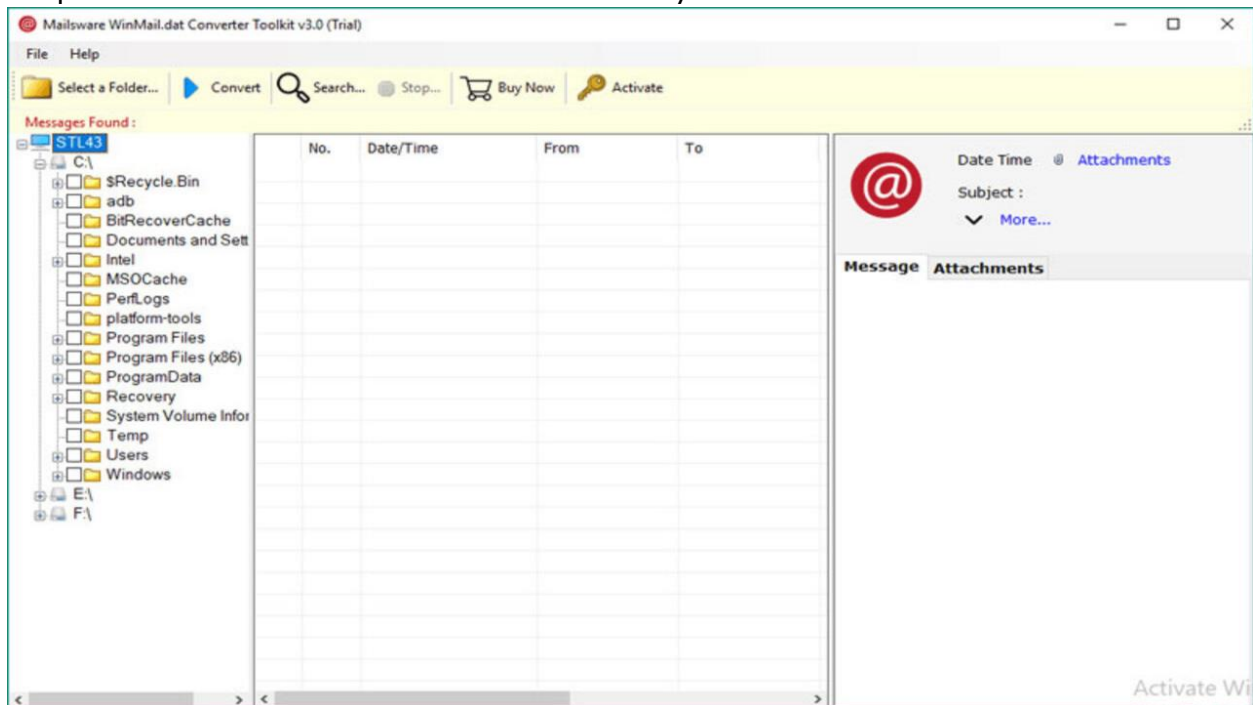 Mailsware WinMail.dat Converter Toolkit v3.0 (Trial)
File Help
Select a Folder... Convert Search... Stop... Buy Now Activate
Messages Found :
STL43
C:\
$Recycle.Bin
adb
BitRecoverCache
Documents and Sett
Intel
MSOCache
PerfLogs
platform-tools
Program Files
Program Files (x86)
ProgramData
Recovery
System Volume Infor
Temp
Users
Windows
E:\
F:\
No. Date/Time From To
Date Time Attachments
Subject :
More...
Message Attachments
Activate Wi